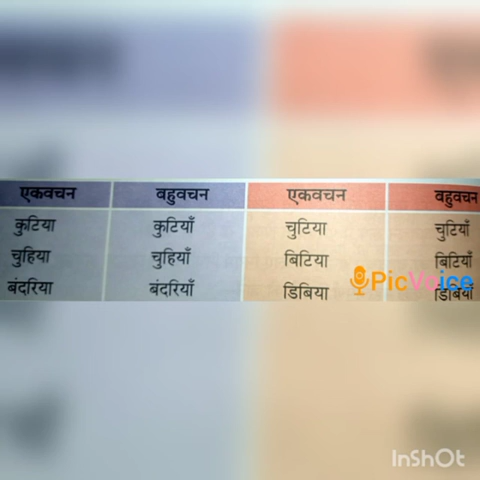 एकवचन बहुवचन एकवचन बहुवचन
कुटिया कुटियाँ चुटिया चुटियाँ
चुहिया चुहियाँ बिटिया बिटियाँ
बंदरिया बंदरियाँ डिबिया डिबियाँ
PicVoice
InShOt